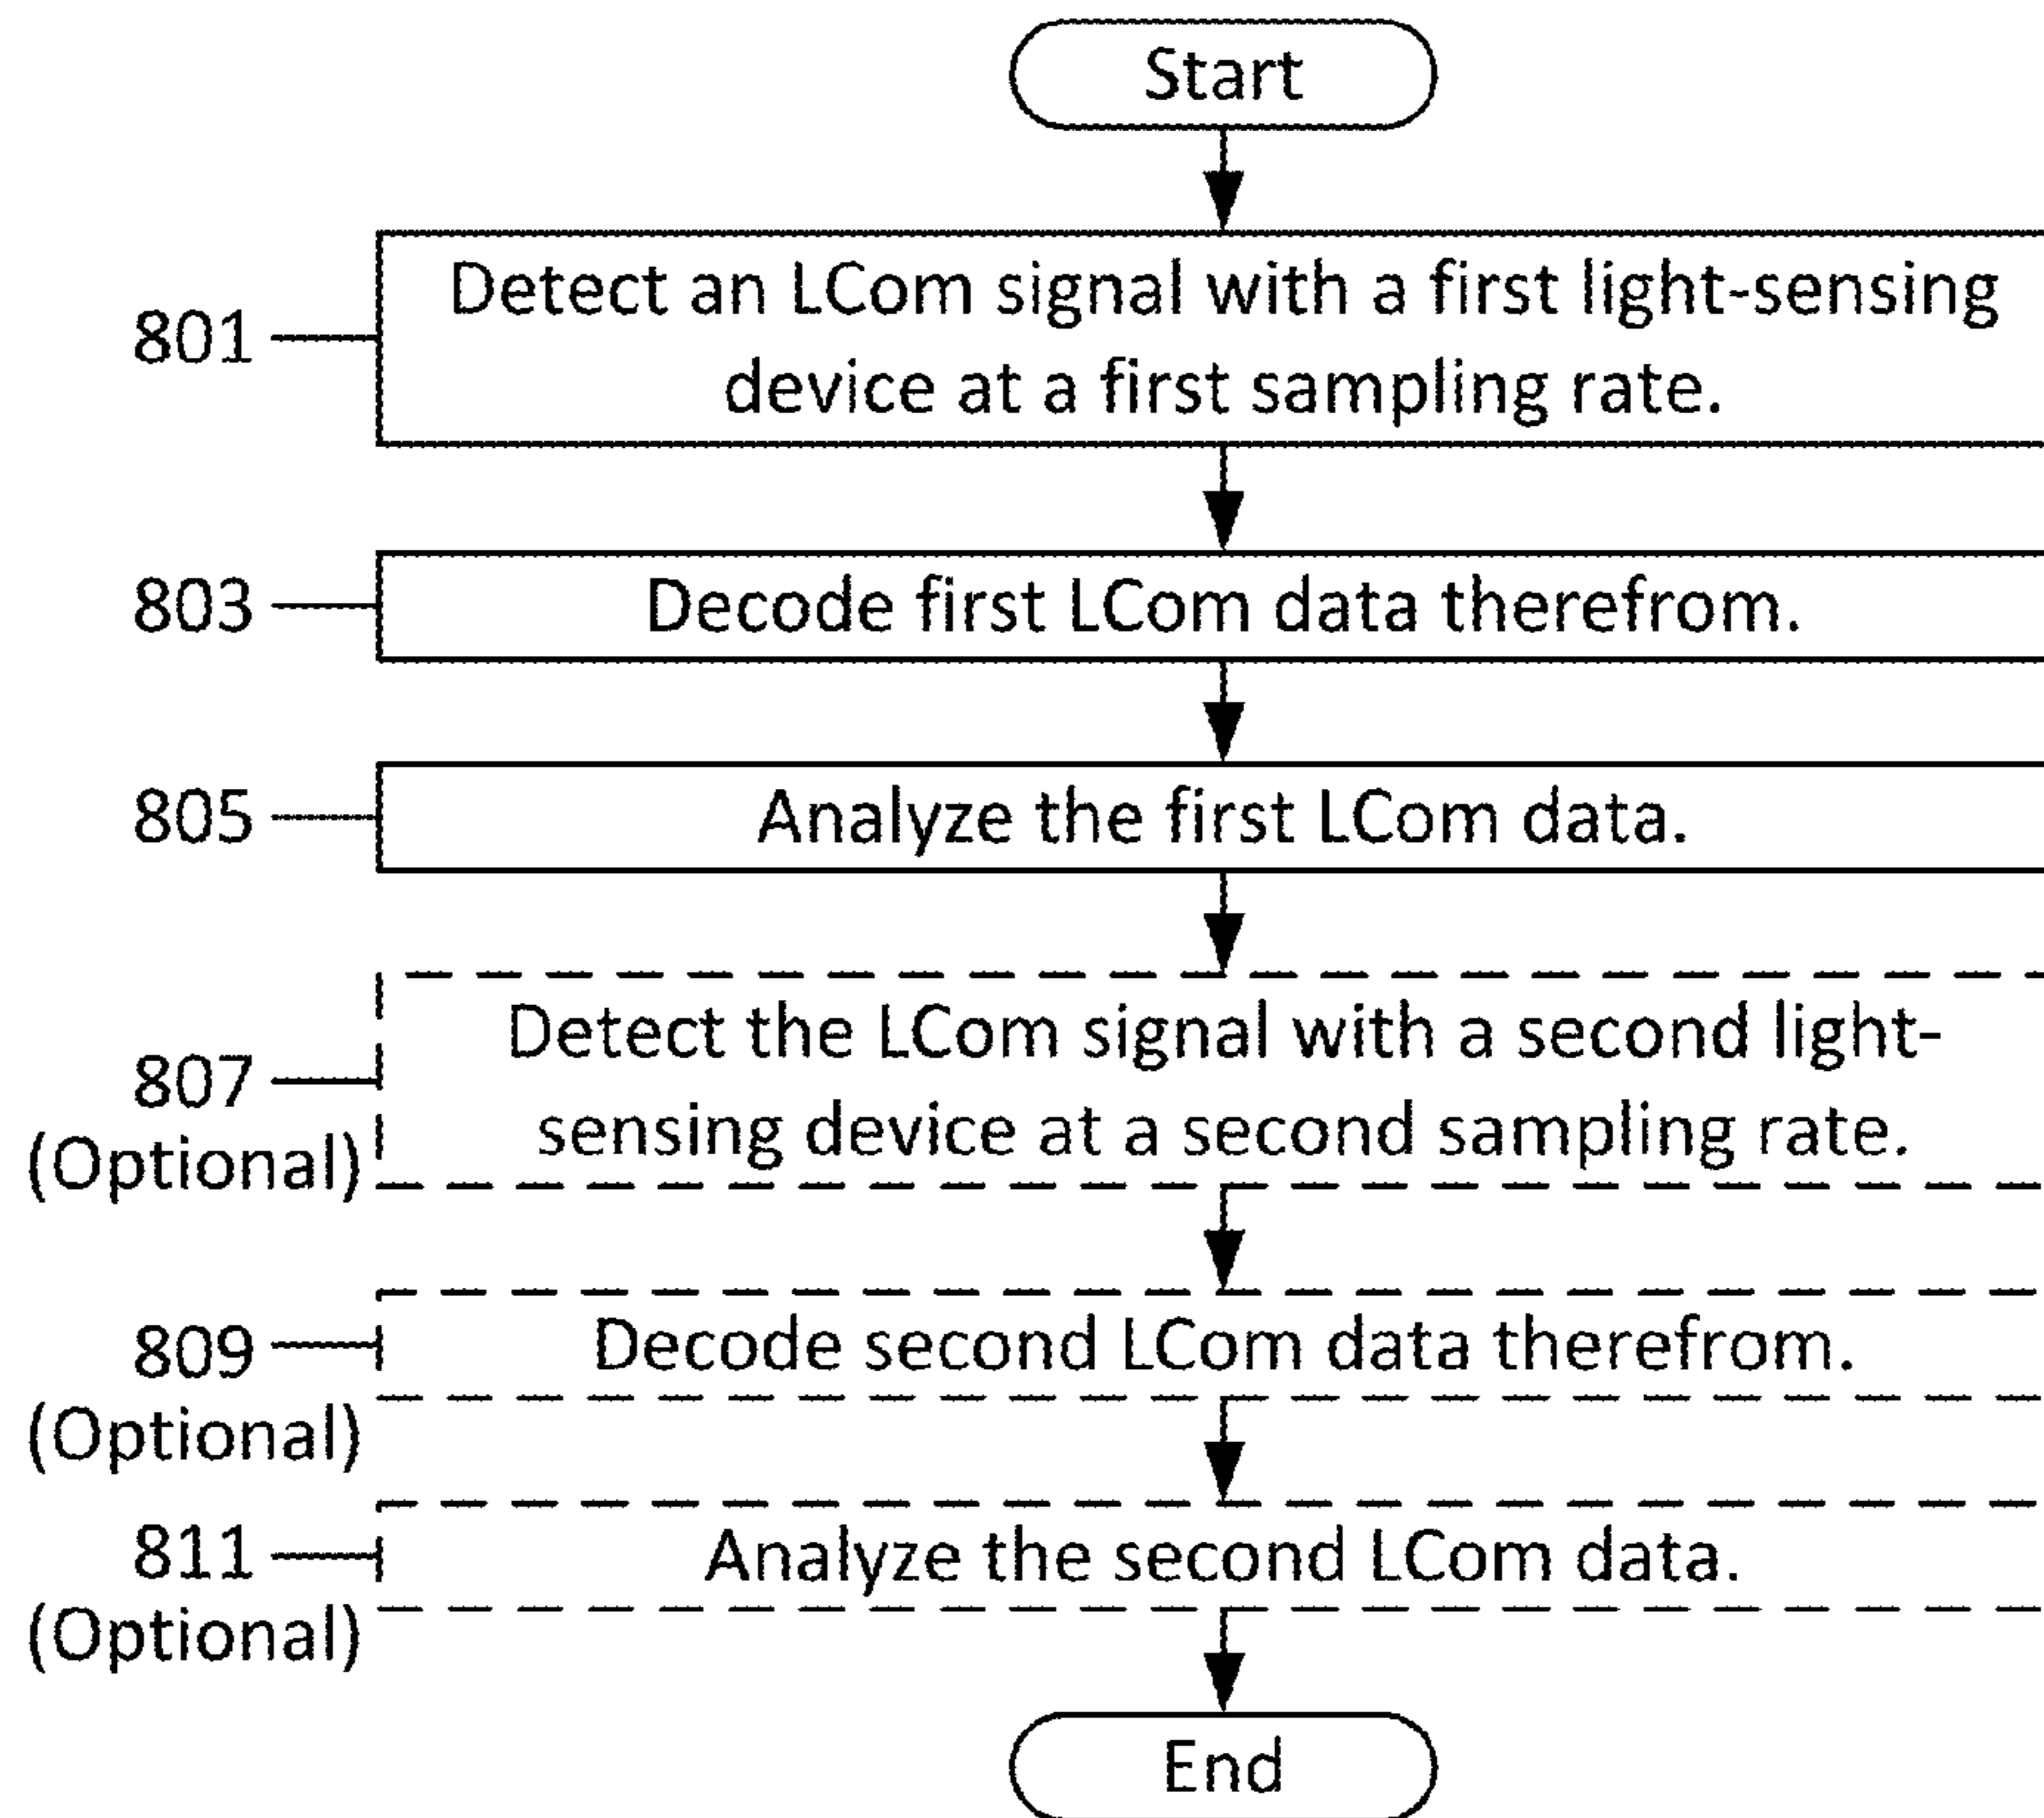 Start
801
Detect an LCom signal with a first light-sensing
device at a first sampling rate.
803
Decode first LCom data therefrom.
805
Analyze the first LCom data.
807
(Optional)
Detect the LCom signal with a second light-
sensing device at a second sampling rate.
809
(Optional)
Decode second LCom data therefrom.
811
(Optional)
Analyze the second LCom data.
End